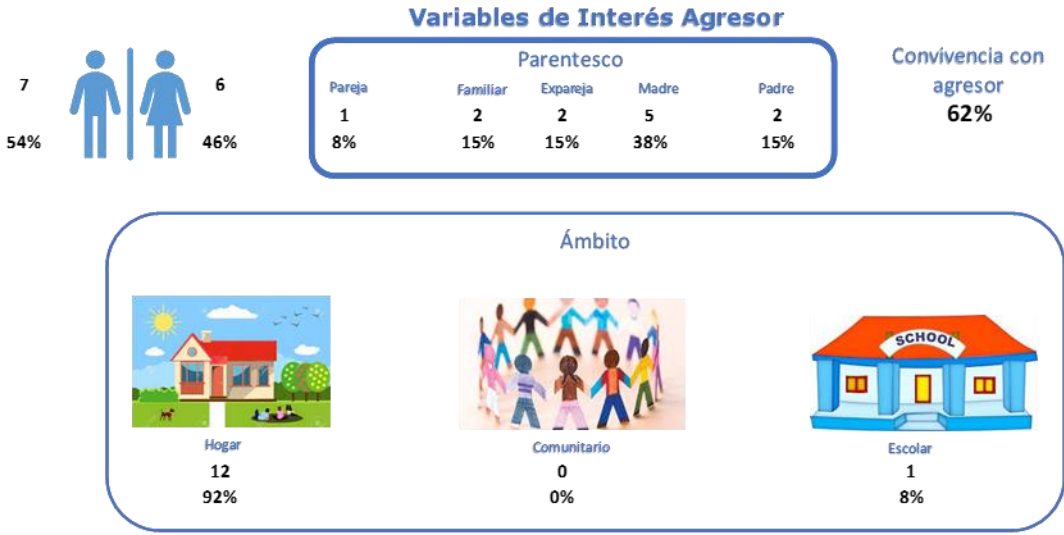 Variables de Interés Agresor
7
54%
6
46%
Parentesco
Pareja Familiar Expareja Madre Padre
1 2 2 5 2
8% 15% 15% 38% 15%
Convivencia con
agresor
62%
Ámbito
SCHOOL
Hogar Comunitario Escolar
12 0 1
92% 0% 8%